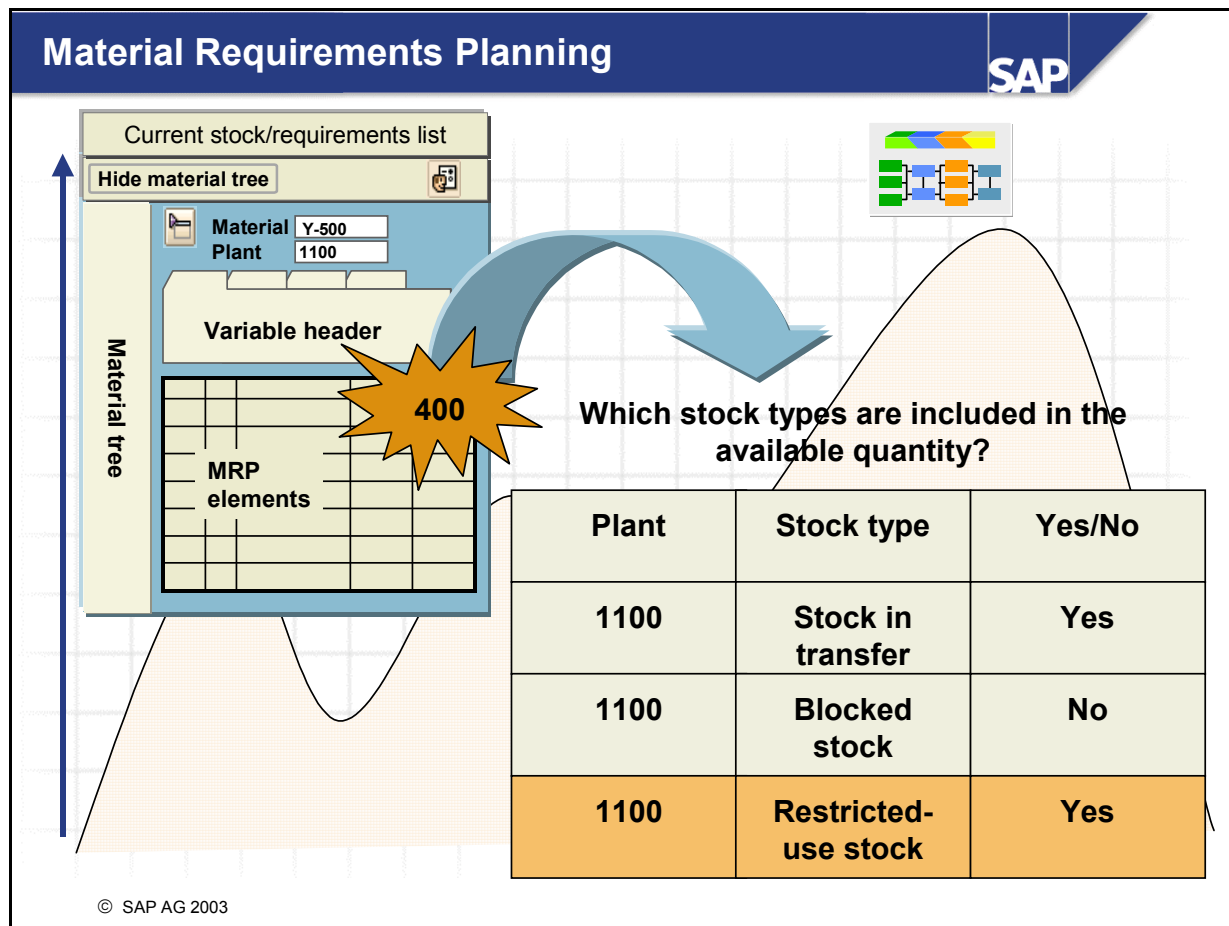 Material Requirements Planning
SAP
Current stock/requirements list
Hide material tree
Material Y-500
Plant 1100
Variable header
Material tree
400
MRP
elements
Which stock types are included in the
available quantity?
Plant Stock type Yes/No
1100 Stock in Yes
transfer
1100 Blocked No
stock
1100 Restricted- Yes
use stock
© SAP AG 2003